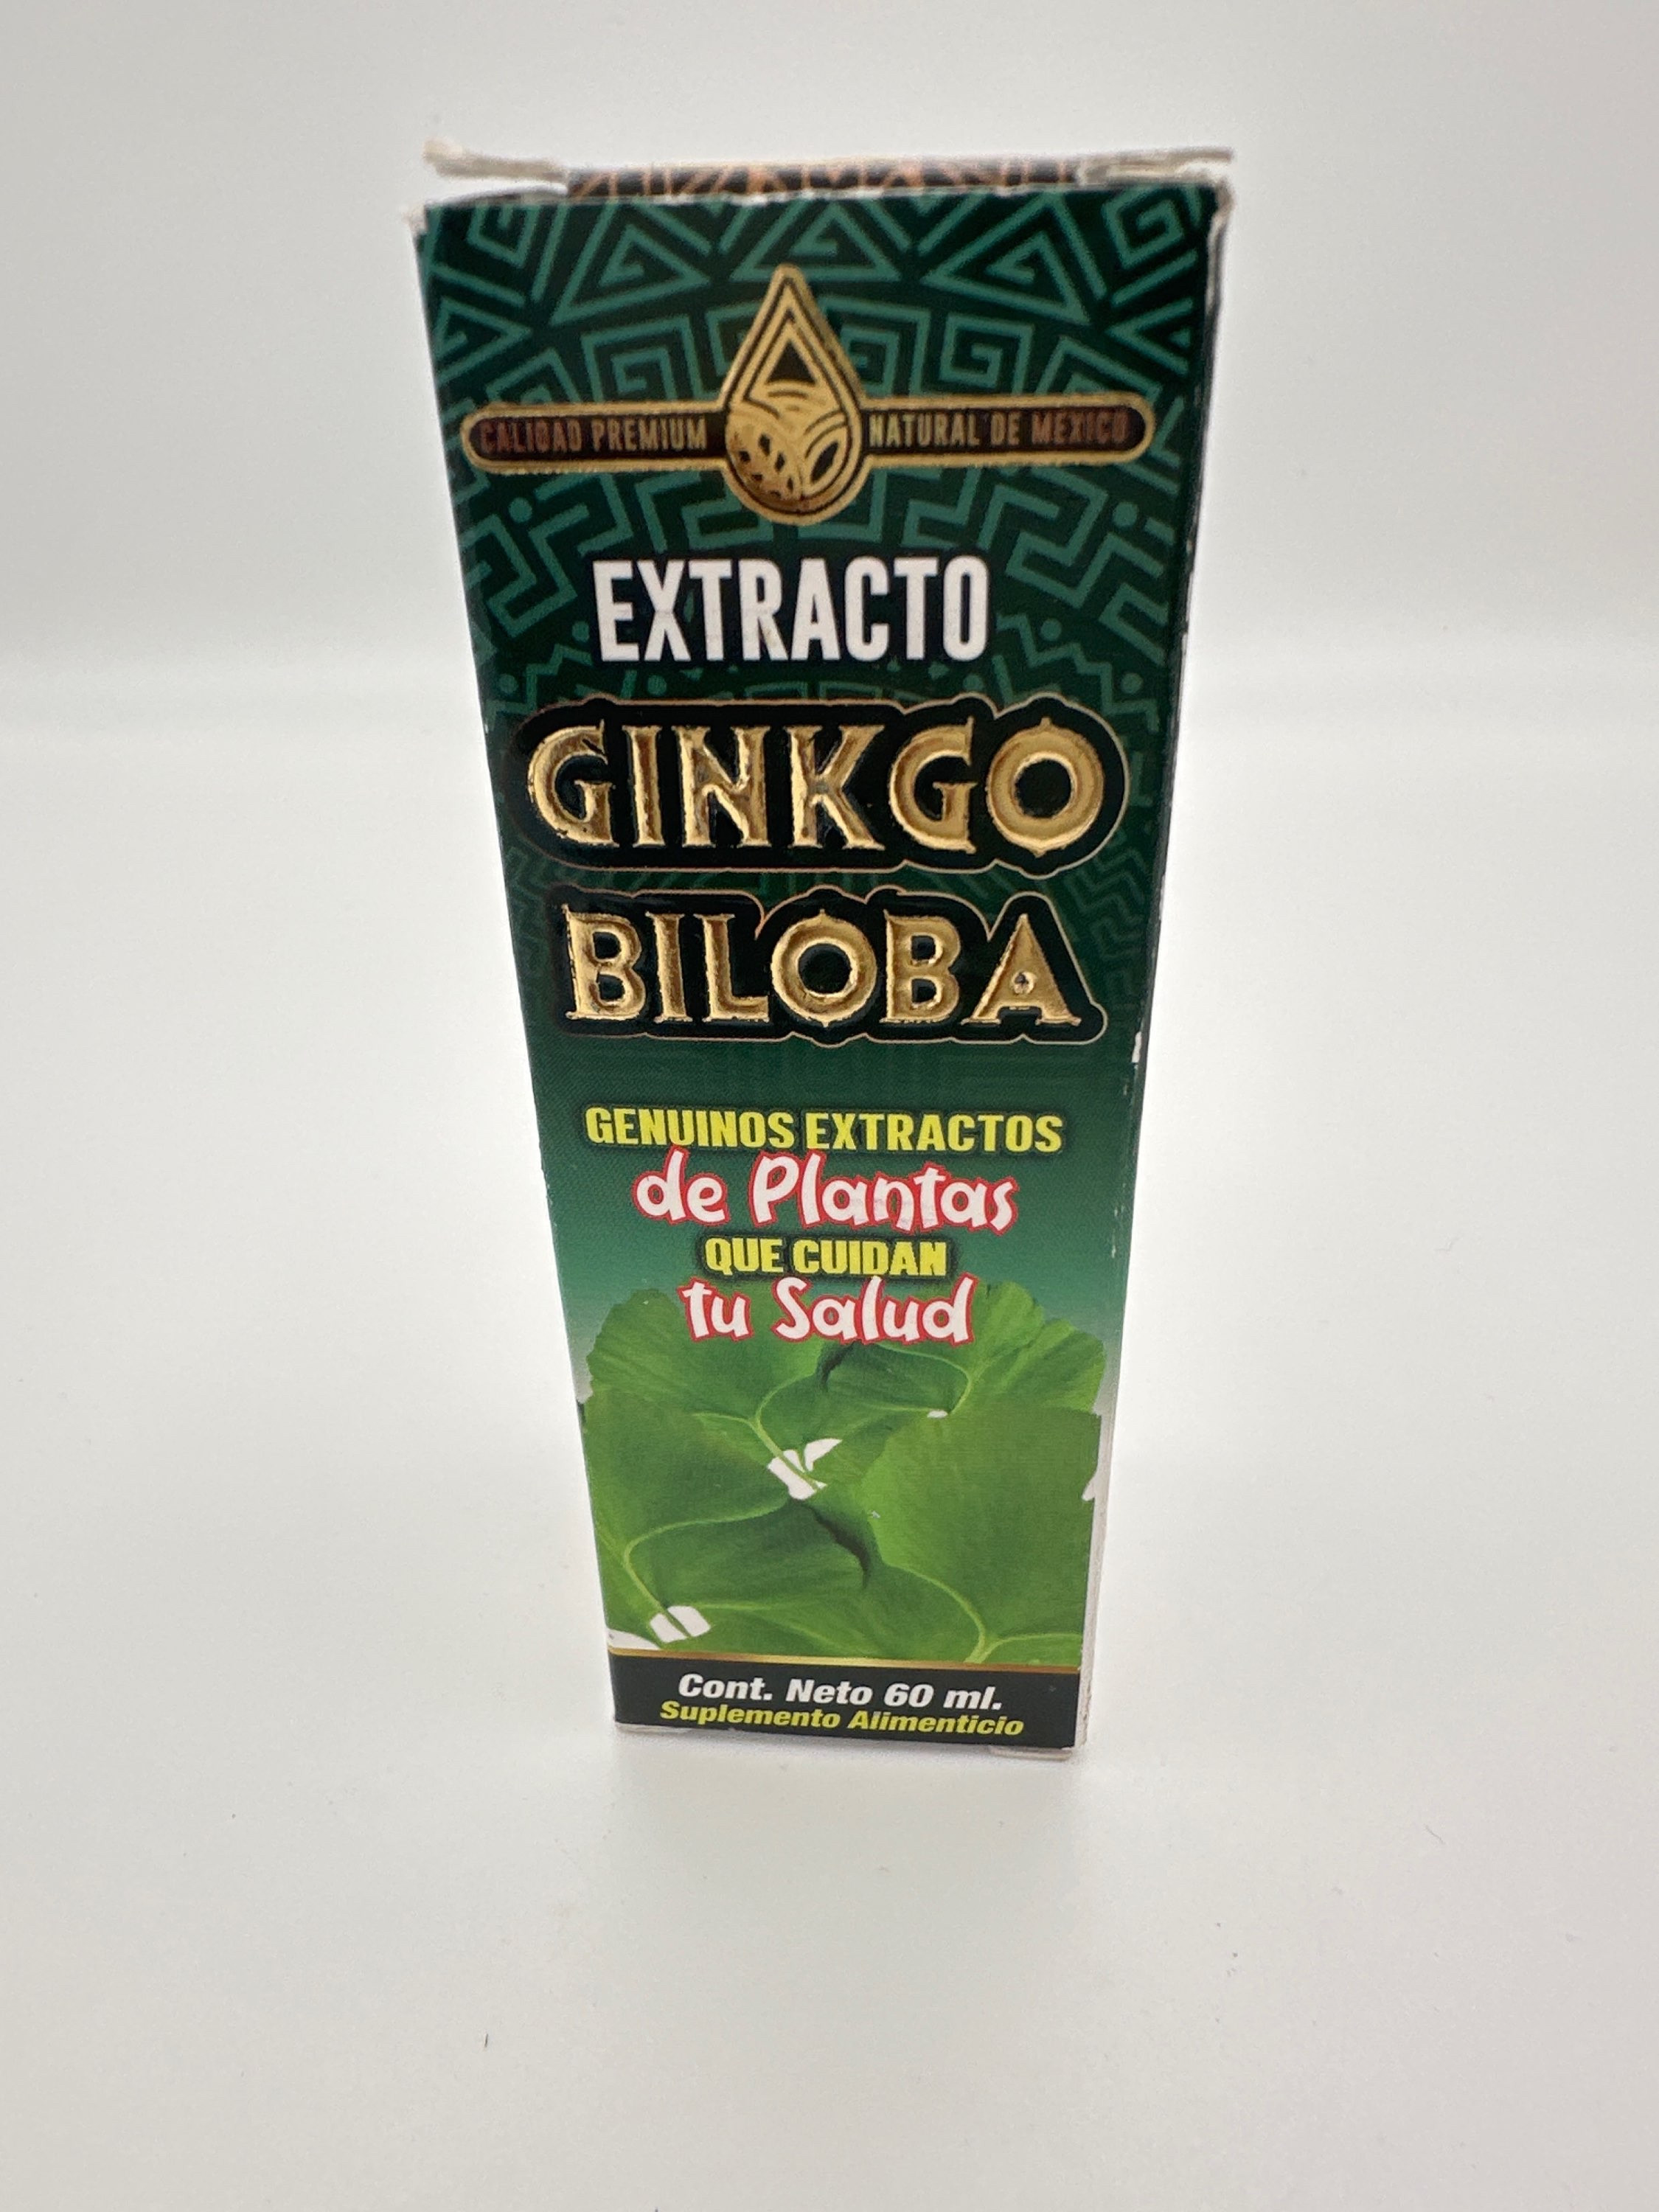 CALIDAD PREMIUM NATURAL DE MEXICO
EXTRACTO
GINKGO
BILOBA
GENUINOS EXTRACTOS
de Plantas
QUE CUIDAN
tu Salud
Cont. Neto 60 ml.
Suplemento Alimenticio